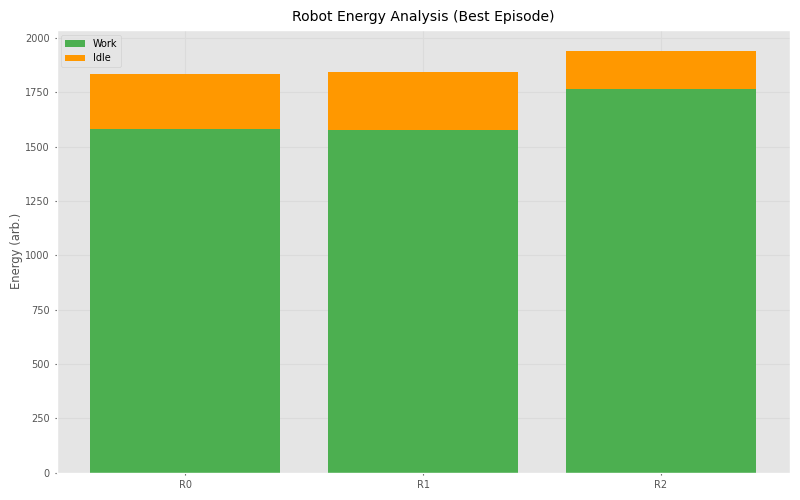 Robot Energy Analysis (Best Episode)
Work
Idle
Energy (arb.)
2000
1750
1500
1250
1000
750
500
250
0
R0
R1
R2